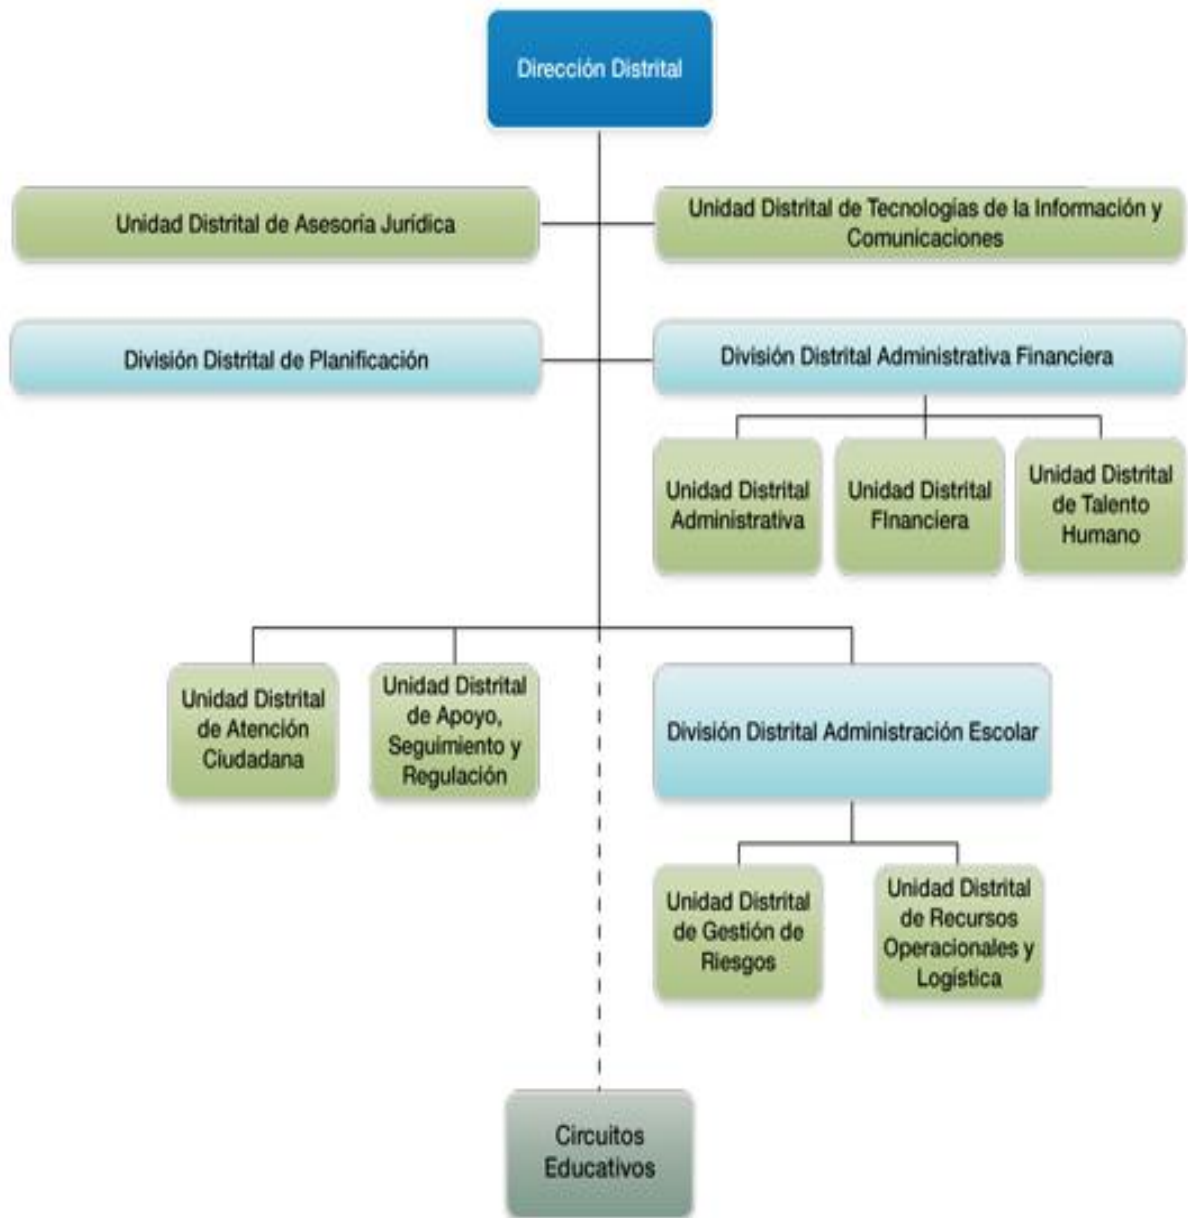 Dirección Distrital
Unidad Distrital de Asesoría Jurídica
Unidad Distrital de Tecnologías de la Información y
Comunicaciones
División Distrital de Planificación
División Distrital Administrativa Financiera
Unidad Distrital
Administrativa
Unidad Distrital
FInanciera
Unidad Distrital
de Talento
Humano
Unidad Distrital
de Atención
Ciudadana
Unidad Distrital
de Apoyo,
Seguimiento y
Regulación
División Distrital Administración Escolar
Unidad Distrital
de Gestión de
Riesgos
Unidad Distrital
de Recursos
Operacionales y
Logística
Circuitos
Educativos